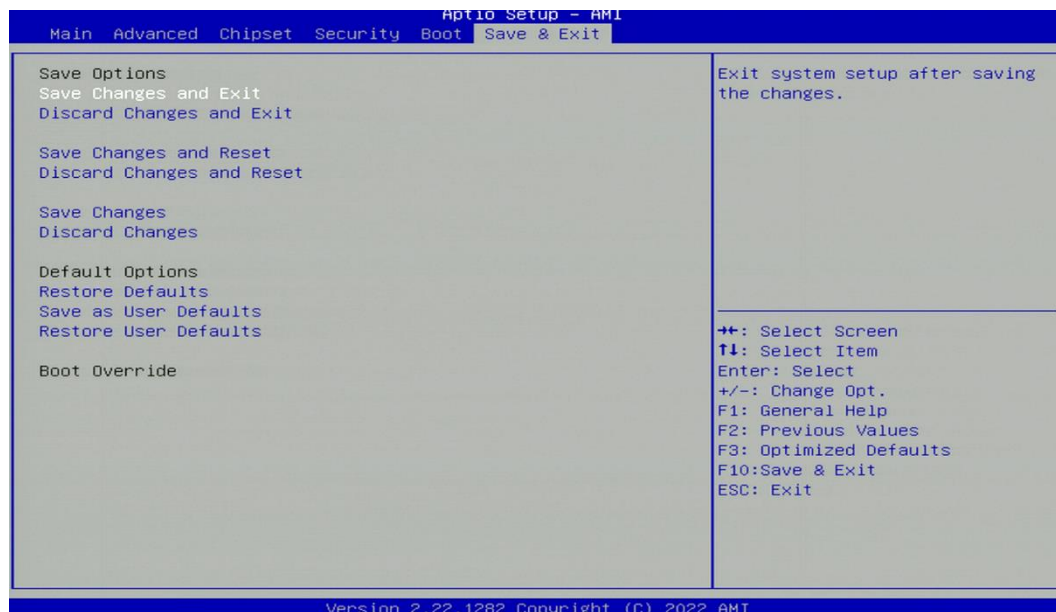 Aptio Setup – AMI
Main Advanced Chipset Security Boot Save & Exit
Save Options
Save Changes and Exit
Discard Changes and Exit
Save Changes and Reset
Discard Changes and Reset
Save Changes
Discard Changes
Default Options
Restore Defaults
Save as User Defaults
Restore User Defaults
Boot Override
Exit system setup after saving
the changes.
→←: Select Screen
↑↓: Select Item
Enter: Select
+/-: Change Opt.
F1: General Help
F2: Previous Values
F3: Optimized Defaults
F10:Save & Exit
ESC: Exit
Version 2.22.1282 Copyright (C) 2022 AMI